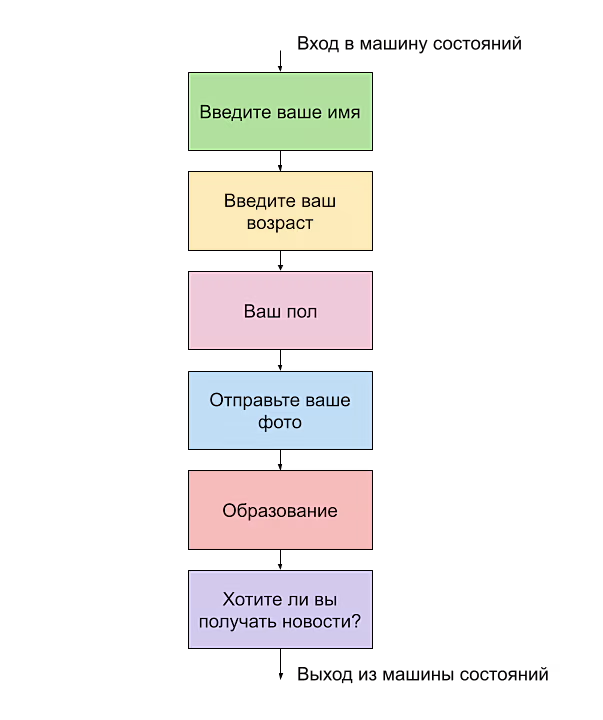 Вход в машину состояний
Введите ваше имя
Введите ваш
возраст
Ваш пол
Отправьте ваше
фото
Образование
Хотите ли вы
получать новости?
Выход из машины состояний